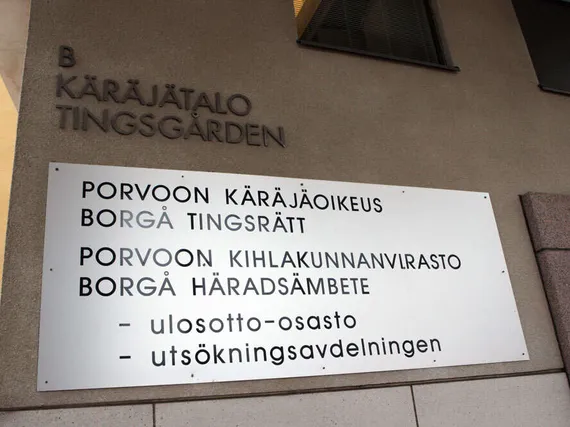 B
KÄRÄJÄTALO
TINGSGÅRDEN
PORVOON KÄRÄJÄOIKEUS
BORGÅ TINGSRÄTT
PORVOON KIHLAKUNNANVIRASTO
BORGÅ HÄRADSÄMBETE
- ulosotto-osasto
- utsökningsavdelningen